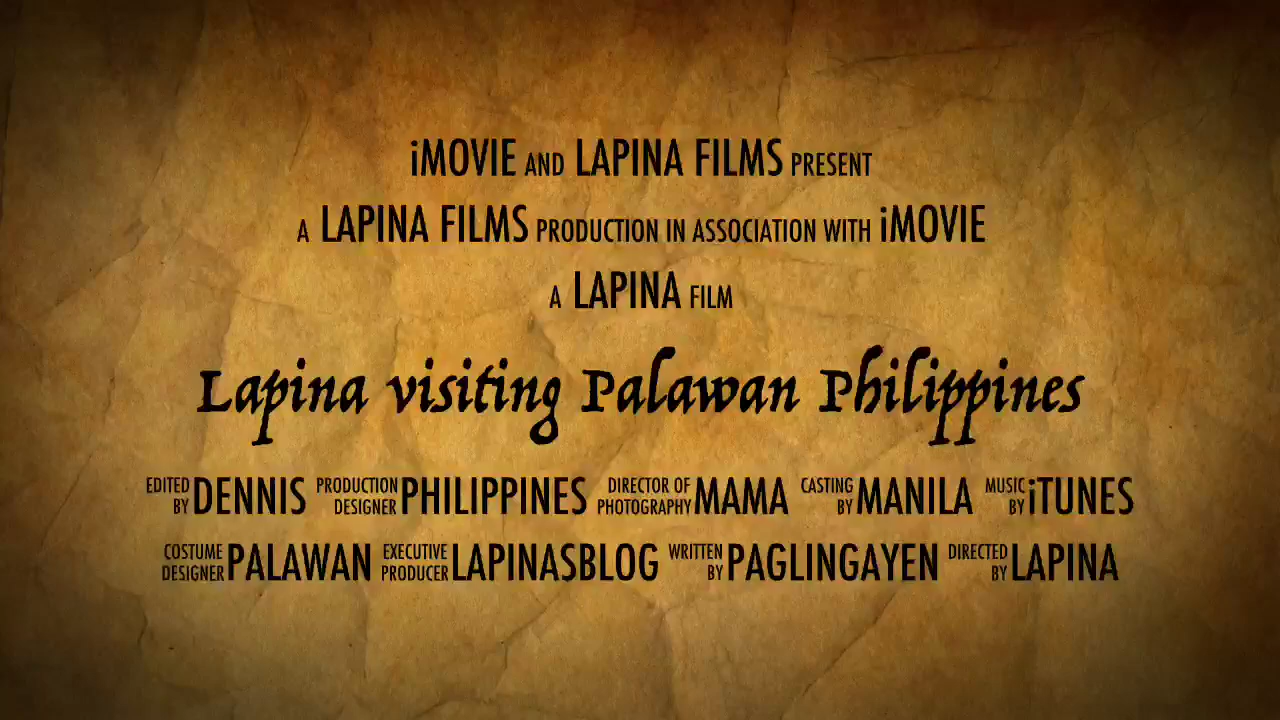 iMOVIE AND LAPINA FILMS PRESENT
A LAPINA FILMS PRODUCTION IN ASSOCIATION WITH iMOVIE
A LAPINA FILM
Lapina visiting Palawan Philippines
EDITED BY DENNIS PRODUCTION DESIGNER PHILIPPINES DIRECTOR OF PHOTOGRAPHY MAMA CASTING BY MANILA MUSIC BY iTUNES
COSTUME DESIGNER PALAWAN EXECUTIVE PRODUCER LAPINASBLOG WRITTEN BY PAGLINGAYEN DIRECTED BY LAPINA